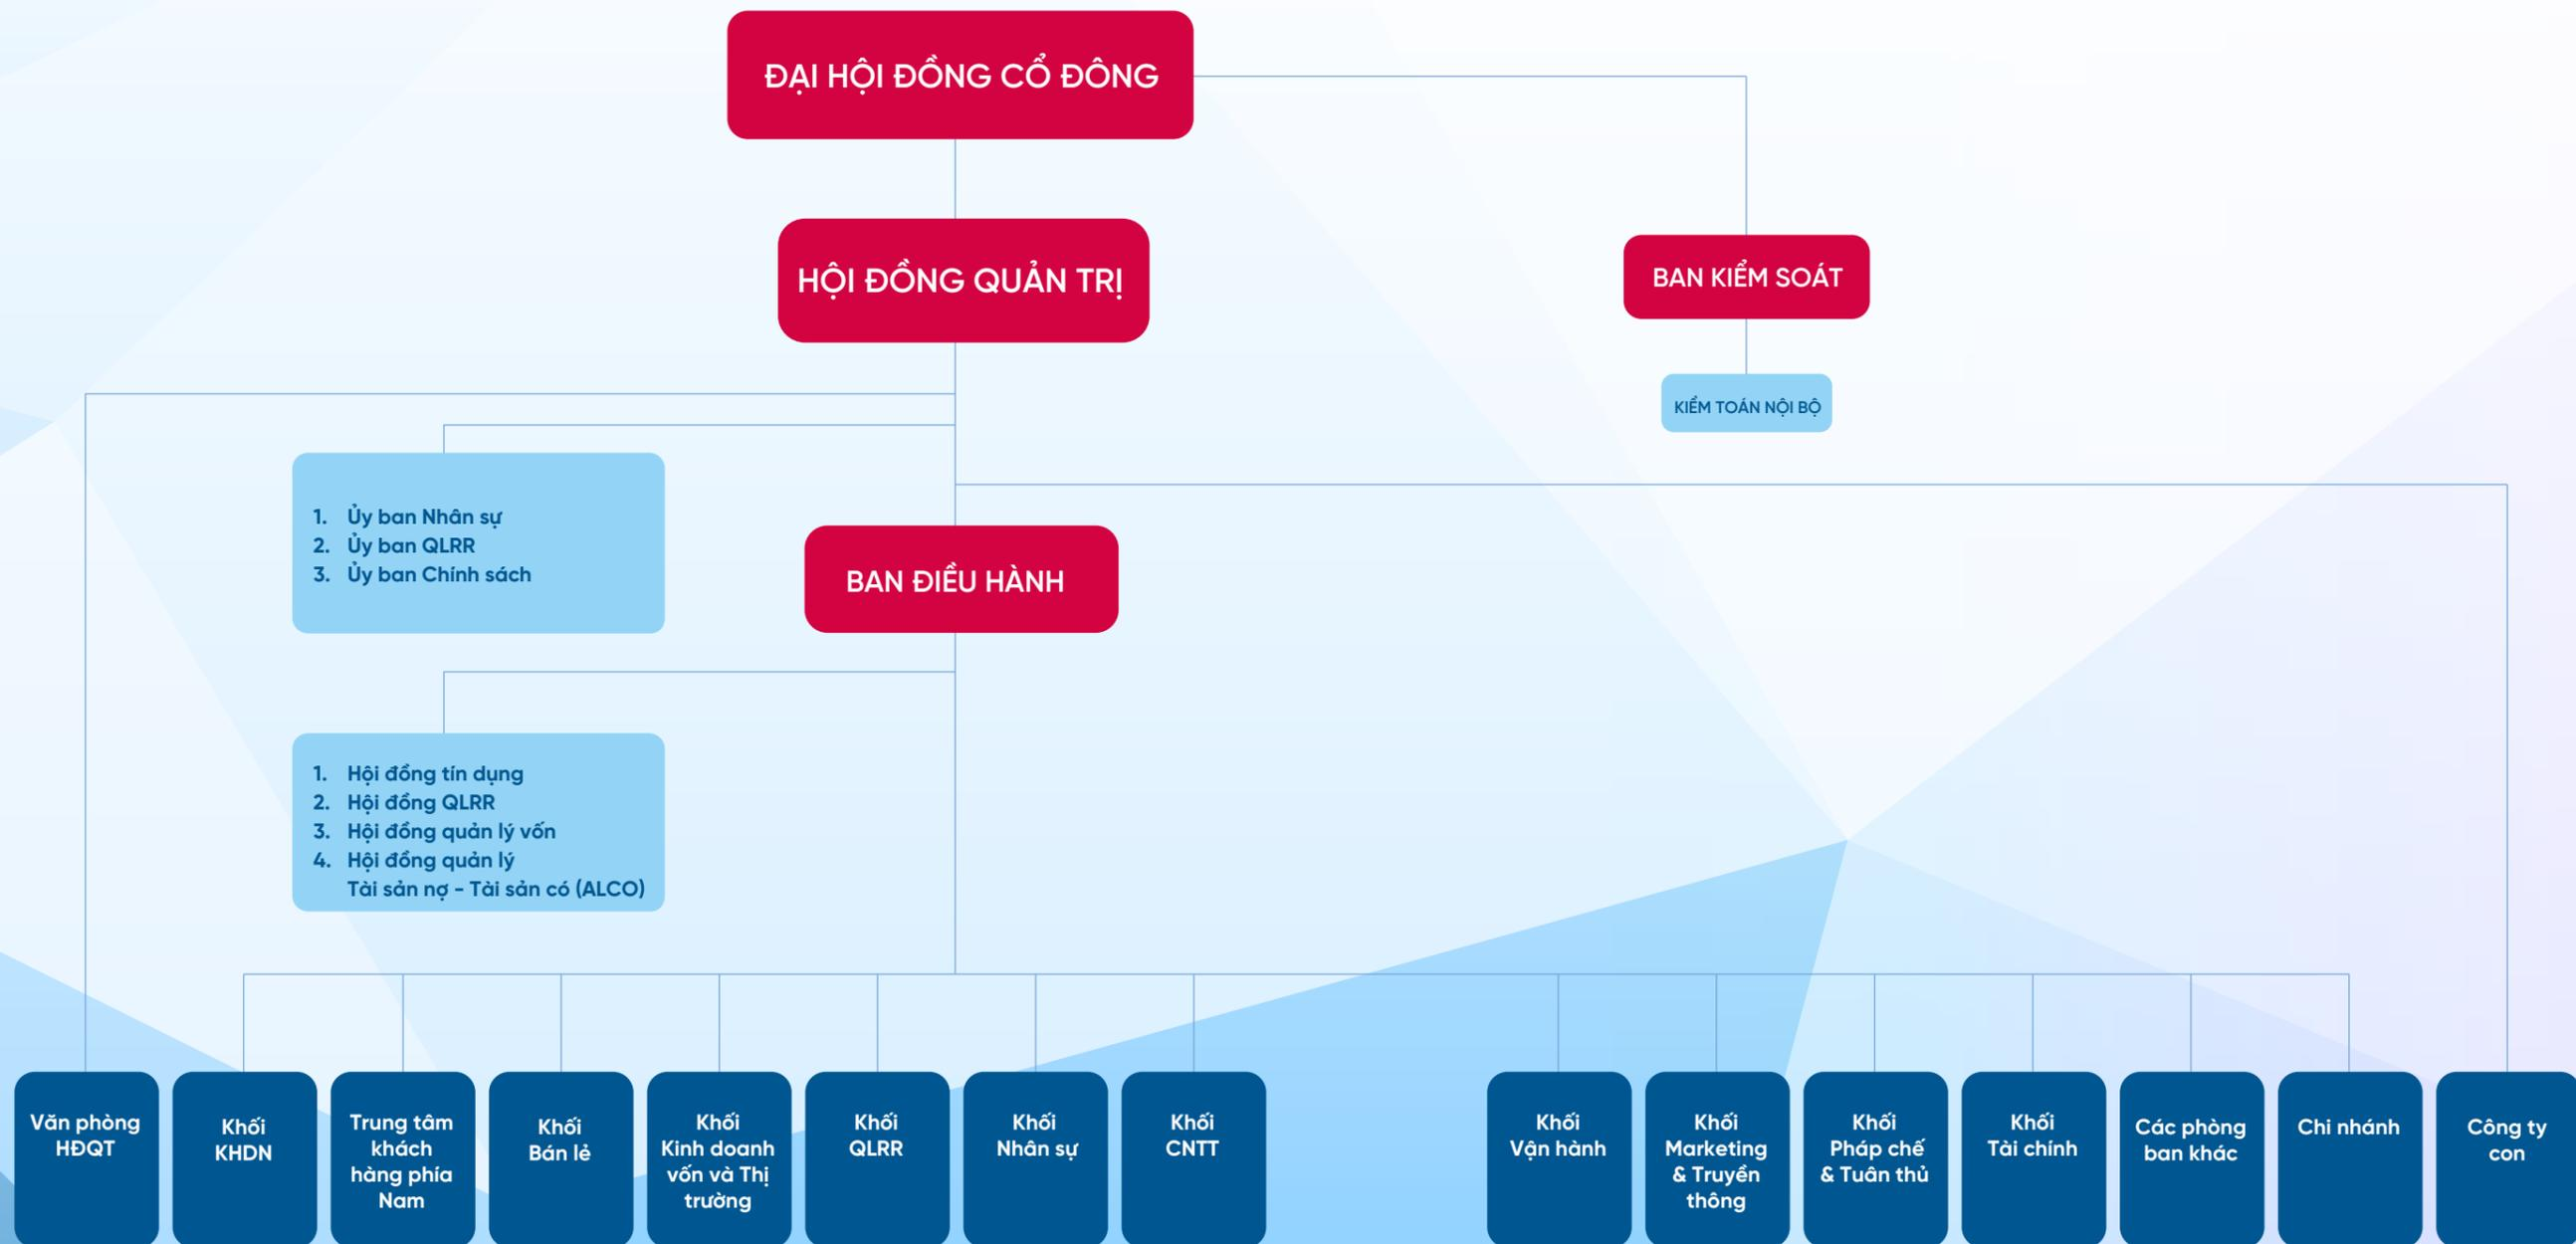 ĐẠI HỘI ĐỒNG CỔ ĐÔNG
HỘI ĐỒNG QUẢN TRỊ
BAN KIỂM SOÁT
KIỂM TOÁN NỘI BỘ
1. Ủy ban Nhân sự
2. Ủy ban QLRR
3. Ủy ban Chính sách
BAN ĐIỀU HÀNH
1. Hội đồng tín dụng
2. Hội đồng QLRR
3. Hội đồng quản lý vốn
4. Hội đồng quản lý
Tài sản nợ - Tài sản có (ALCO)
Văn phòng
HĐQT
Khối
KHDN
Trung tâm
khách
hàng phía
Nam
Khối
Bán lẻ
Khối
Kinh doanh
vốn và Thị
trường
Khối
QLRR
Khối
Nhân sự
Khối
CNTT
Khối
Vận hành
Khối
Marketing
& Truyền
thông
Khối
Pháp chế
& Tuân thủ
Khối
Tài chính
Các phòng
ban khác
Chi nhánh
Công ty
con